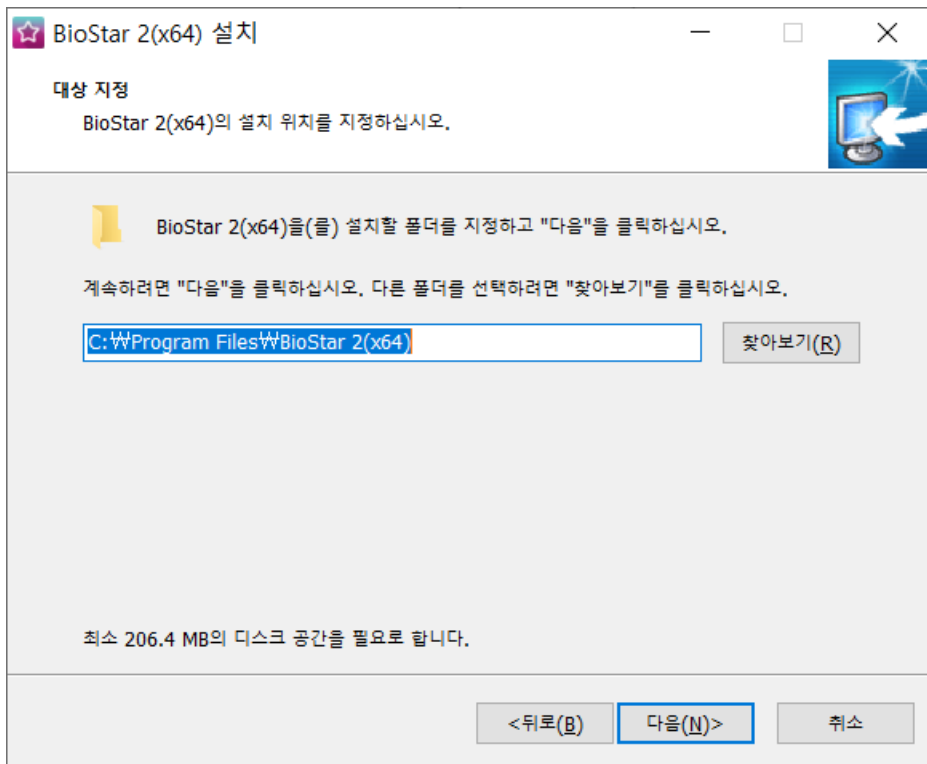 BioStar 2(x64) 설치
대상 지정
BioStar 2(x64)의 설치 위치를 지정하십시오.
BioStar 2(x64)을(를) 설치할 폴더를 지정하고 "다음"을 클릭하십시오.
계속하려면 "다음"을 클릭하십시오. 다른 폴더를 선택하려면 "찾아보기"를 클릭하십시오.
C:₩Program Files₩BioStar 2(x64)
찾아보기(R)
최소 206.4 MB의 디스크 공간을 필요로 합니다.
<뒤로(B)
다음(N)>
취소